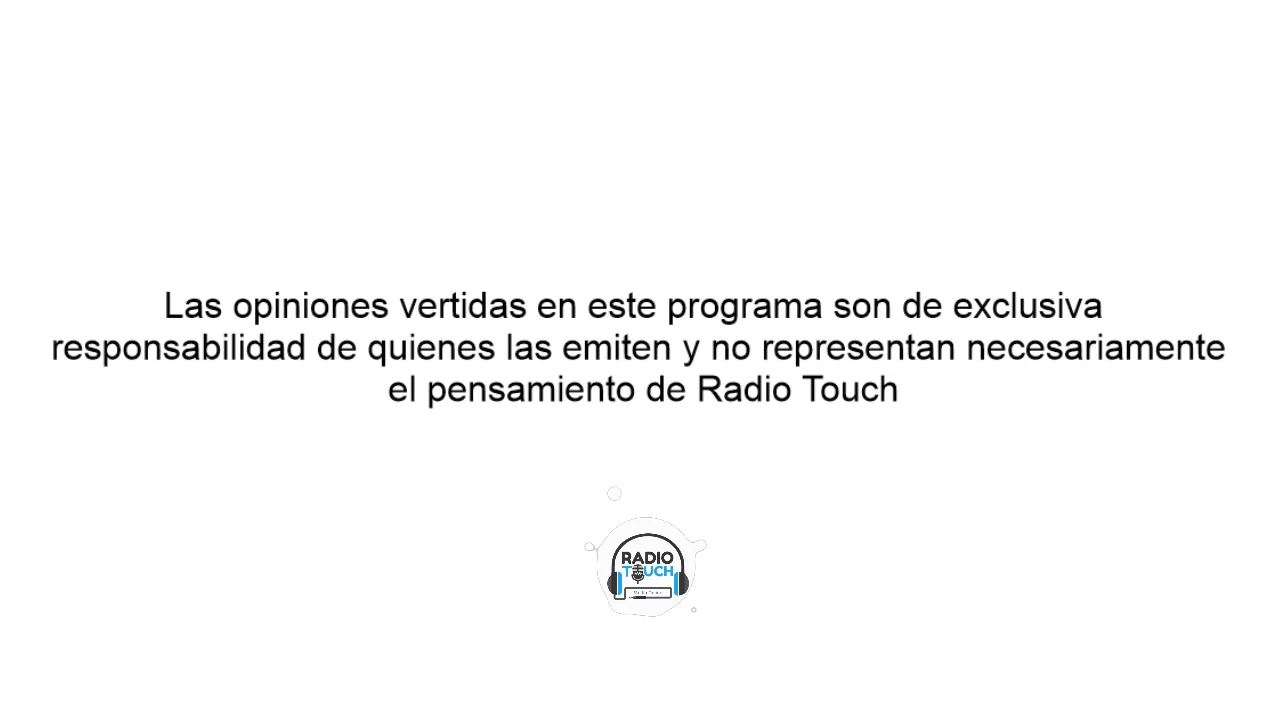 Las opiniones vertidas en este programa son de exclusiva
responsabilidad de quienes las emiten y no representan necesariamente
el pensamiento de Radio Touch
RADIO
TOUCH